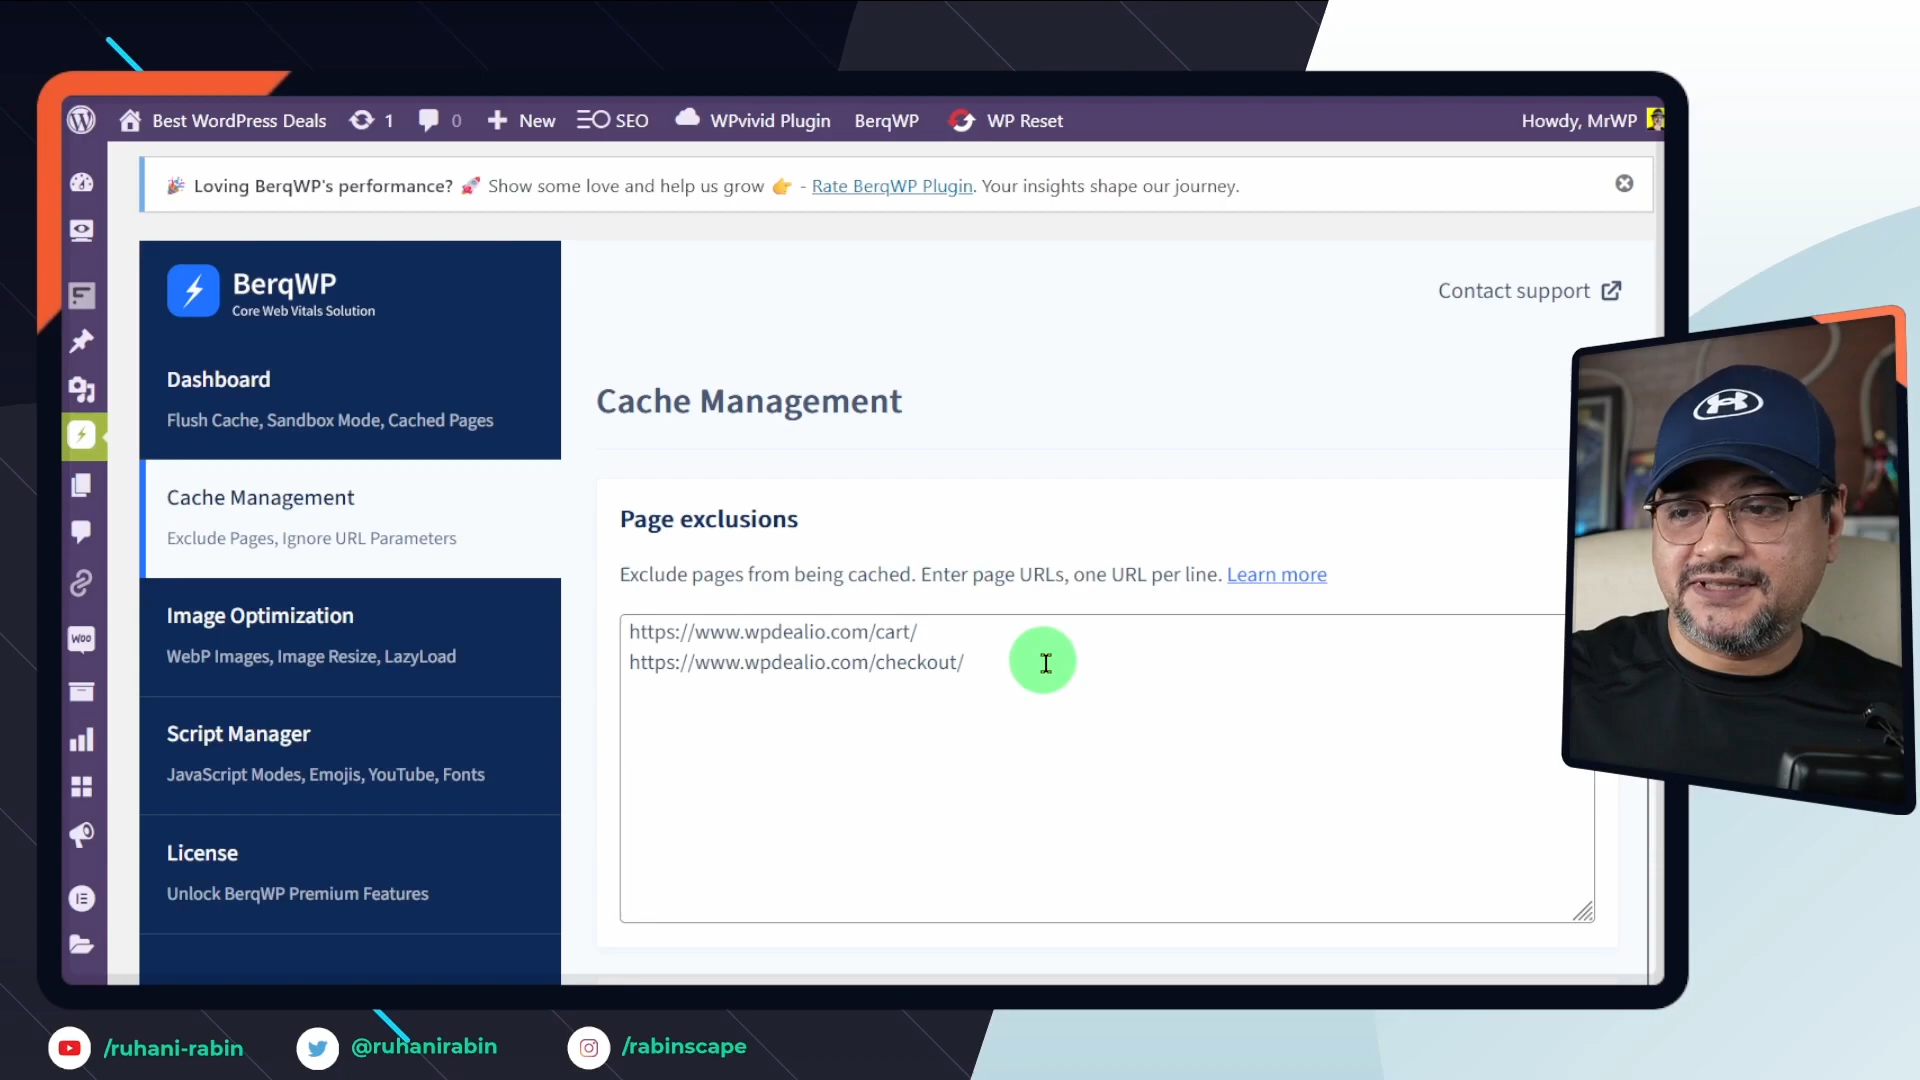 Best WordPress Deals 1 0 New SEO WPvivid Plugin BerqWP WP Reset Howdy, MrWP
Loving BerqWP's performance? Show some love and help us grow - Rate BerqWP Plugin. Your insights shape our journey.
BerqWP
Core Web Vitals Solution
Contact support
Dashboard
Flush Cache, Sandbox Mode, Cached Pages
Cache Management
Exclude Pages, Ignore URL Parameters
Image Optimization
WebP Images, Image Resize, LazyLoad
Script Manager
JavaScript Modes, Emojis, YouTube, Fonts
License
Unlock BerqWP Premium Features
Cache Management
Page exclusions
Exclude pages from being cached. Enter page URLs, one URL per line. Learn more
https://www.wpdealio.com/cart/
https://www.wpdealio.com/checkout/
Woo
/ruhani-rabin
@ruhanirabin
/rabinscape